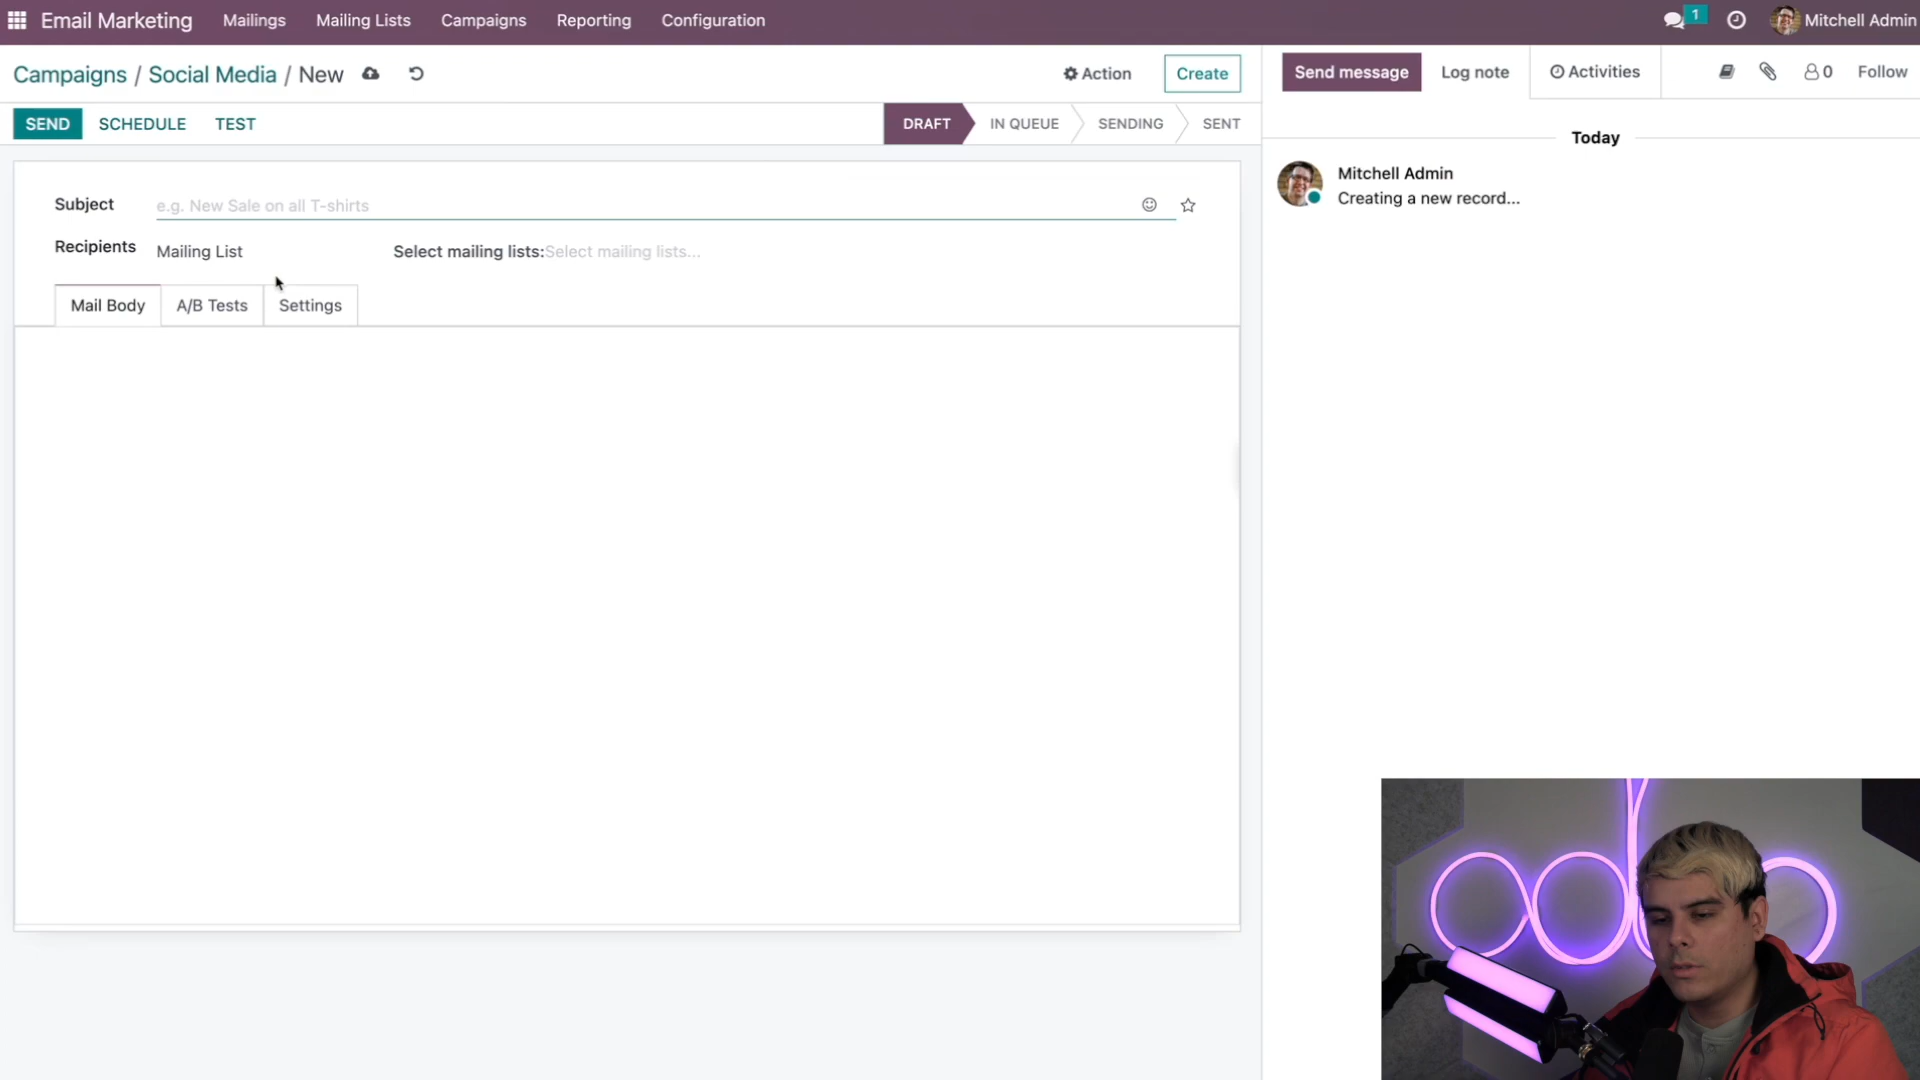 Email Marketing Mailings Mailing Lists Campaigns Reporting Configuration 1 Mitchell Admin
Campaigns / Social Media / New Action Create Send message Log note Activities 0 Follow
SEND SCHEDULE TEST DRAFT IN QUEUE SENDING SENT
Today
Mitchell Admin
Creating a new record...
Subject e.g. New Sale on all T-shirts
Recipients Mailing List Select mailing lists:Select mailing lists...
Mail Body A/B Tests Settings
odoo